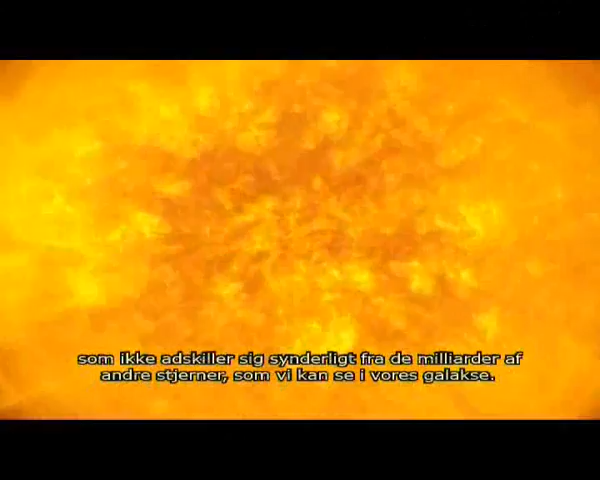 som ikke adskiller sig synderligt fra de milliarder af
andre stjerner, som vi kan se i vores galakse.